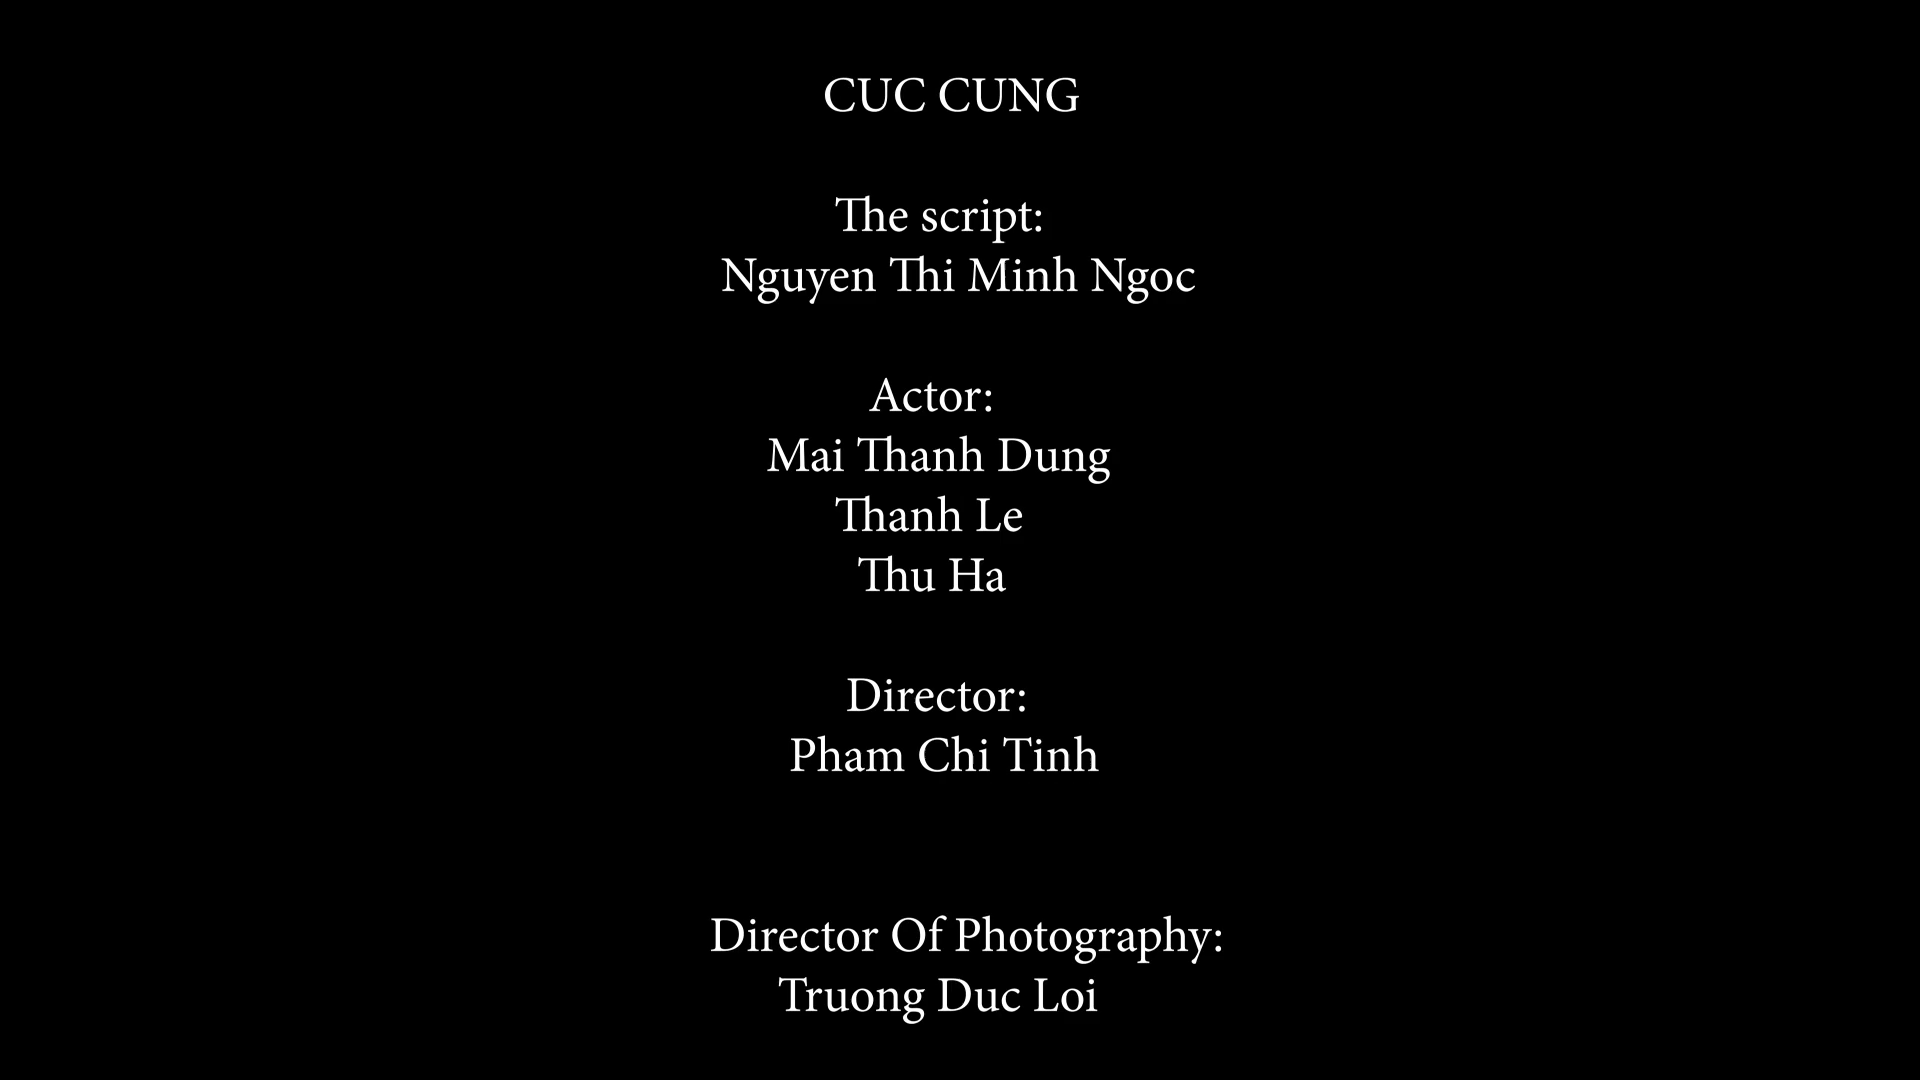 CUC CUNG
The script:
Nguyen Thi Minh Ngoc
Actor:
Mai Thanh Dung
Thanh Le
Thu Ha
Director:
Pham Chi Tinh
Director Of Photography:
Truong Duc Loi